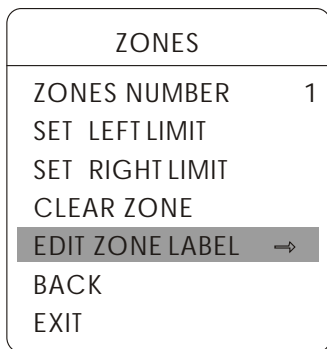 ZONES
ZONES NUMBER 1
SET LEFT LIMIT
SET RIGHT LIMIT
CLEAR ZONE
EDIT ZONE LABEL ⇒
BACK
EXIT